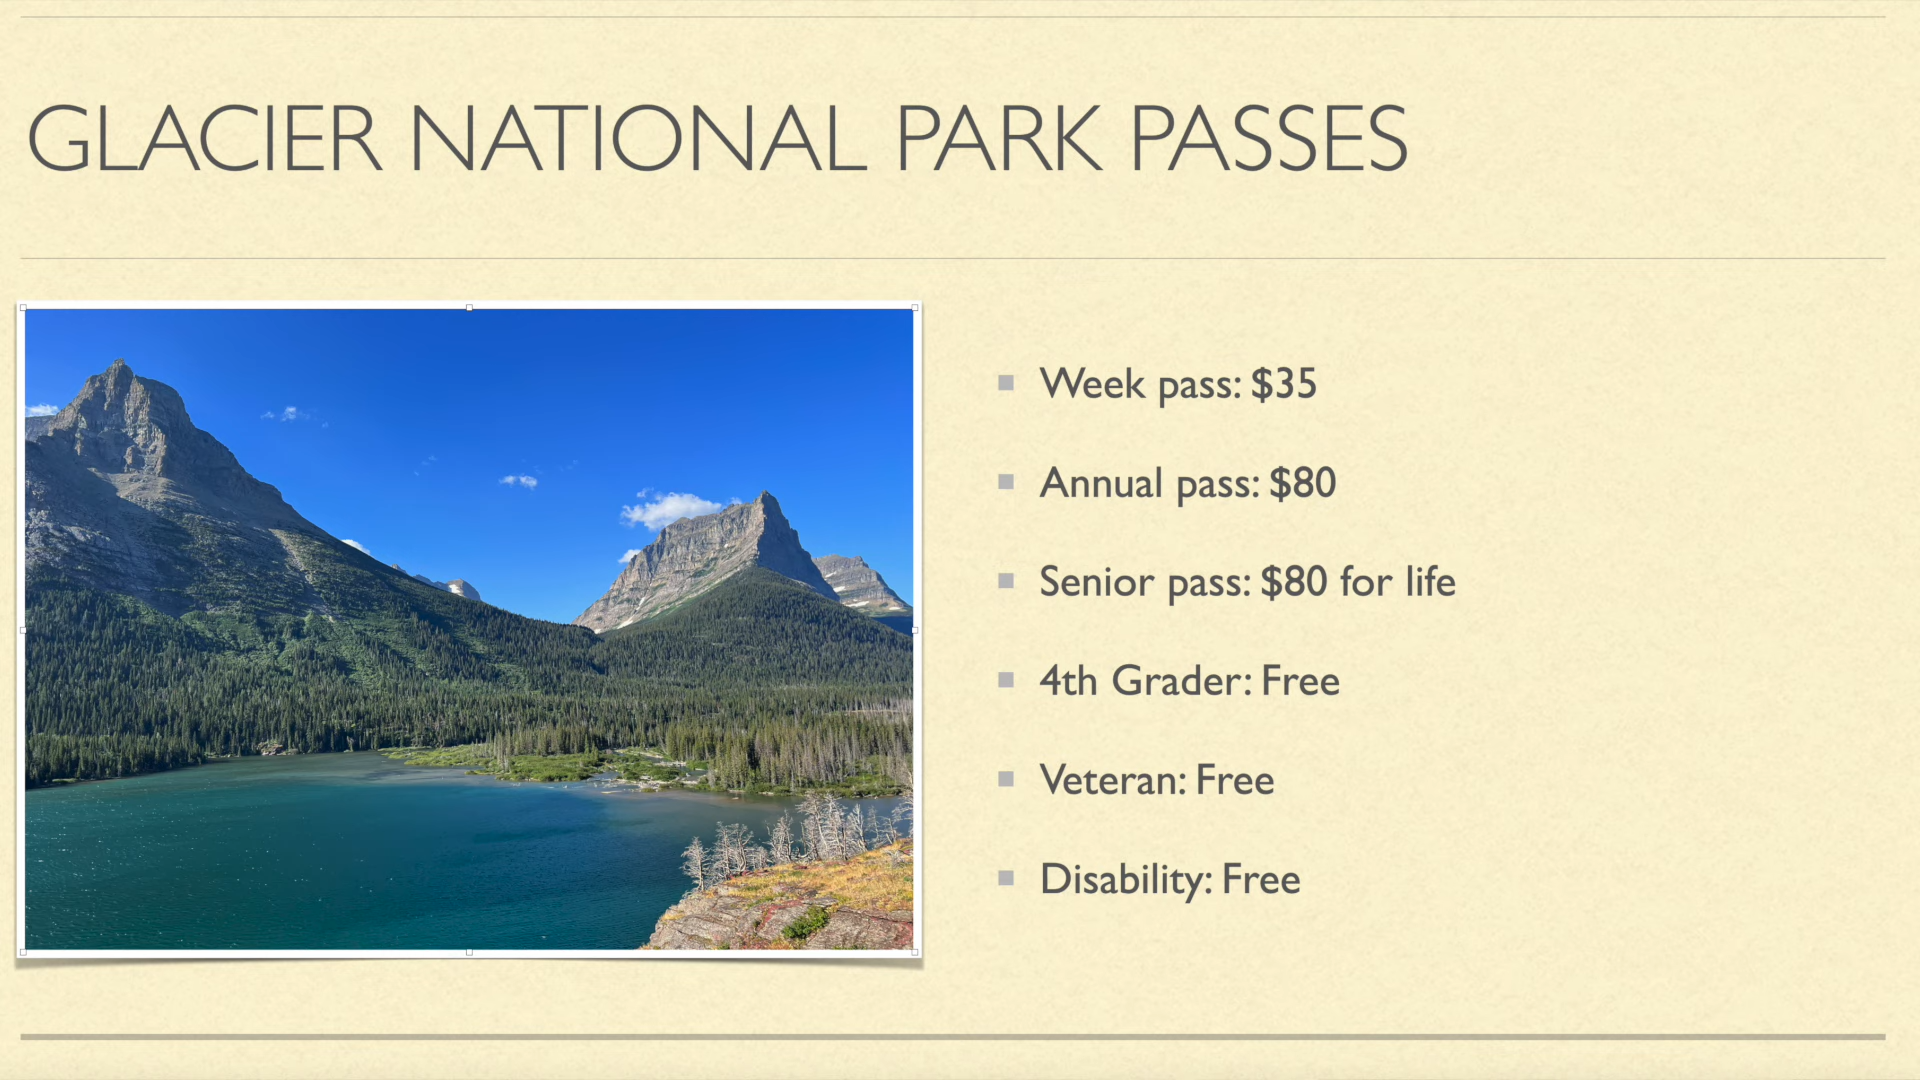 GLACIER NATIONAL PARK PASSES
Week pass: $35
Annual pass: $80
Senior pass: $80 for life
4th Grader: Free
Veteran: Free
Disability: Free